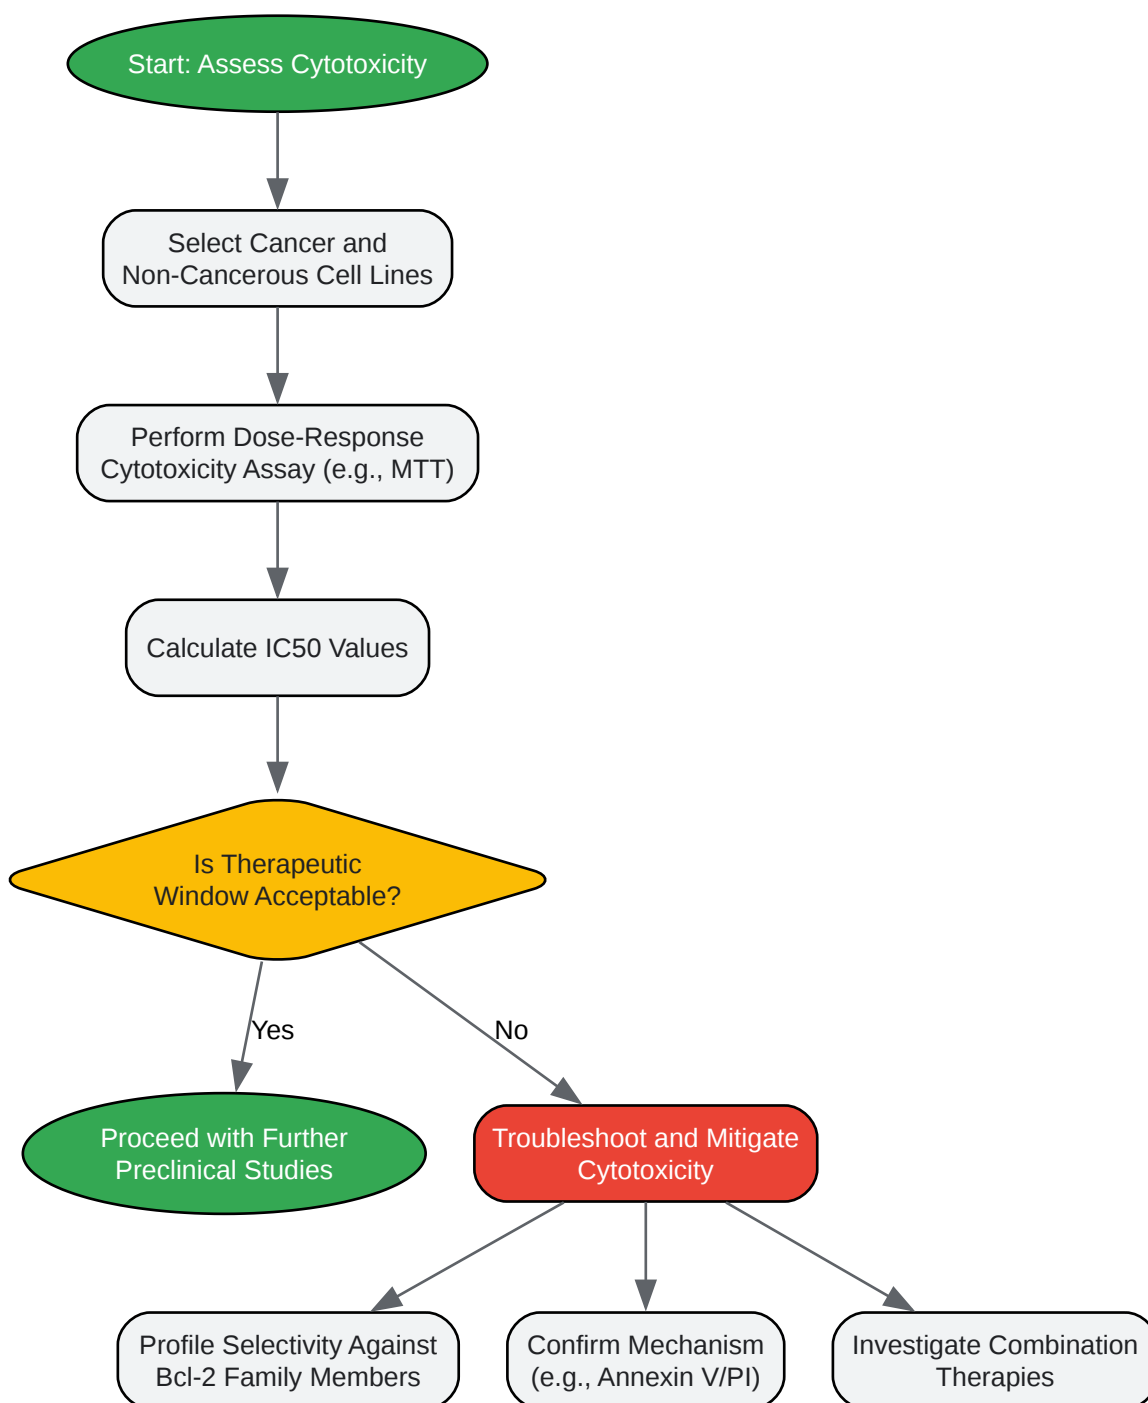 Start: Assess Cytotoxicity
Select Cancer and
Non-Cancerous Cell Lines
Perform Dose-Response
Cytotoxicity Assay (e.g., MTT)
Calculate IC50 Values
Is Therapeutic
Window Acceptable?
Yes
No
Proceed with Further
Preclinical Studies
Troubleshoot and Mitigate
Cytotoxicity
Profile Selectivity Against
Bcl-2 Family Members
Confirm Mechanism
(e.g., Annexin V/PI)
Investigate Combination
Therapies